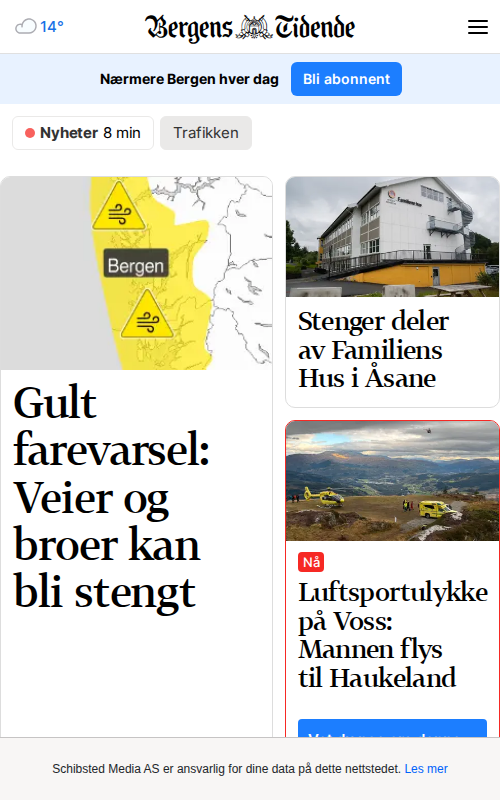 14°
Bergens Tidende
Nærmere Bergen hver dag
Bli abonnent
Nyheter 8 min
Trafikken
Bergen
Gult
farevarsel:
Veier og
broer kan
bli stengt
Familiens hus
Stenger deler
av Familiens
Hus i Åsane
Nå
Luftsportulykke
på Voss:
Mannen flys
til Haukeland
Schibsted Media AS er ansvarlig for dine data på dette nettstedet. Les mer